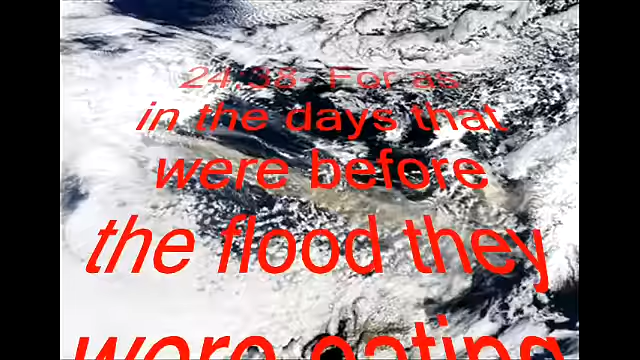 24:38- For as
in the days that
were before
the flood they
were eating